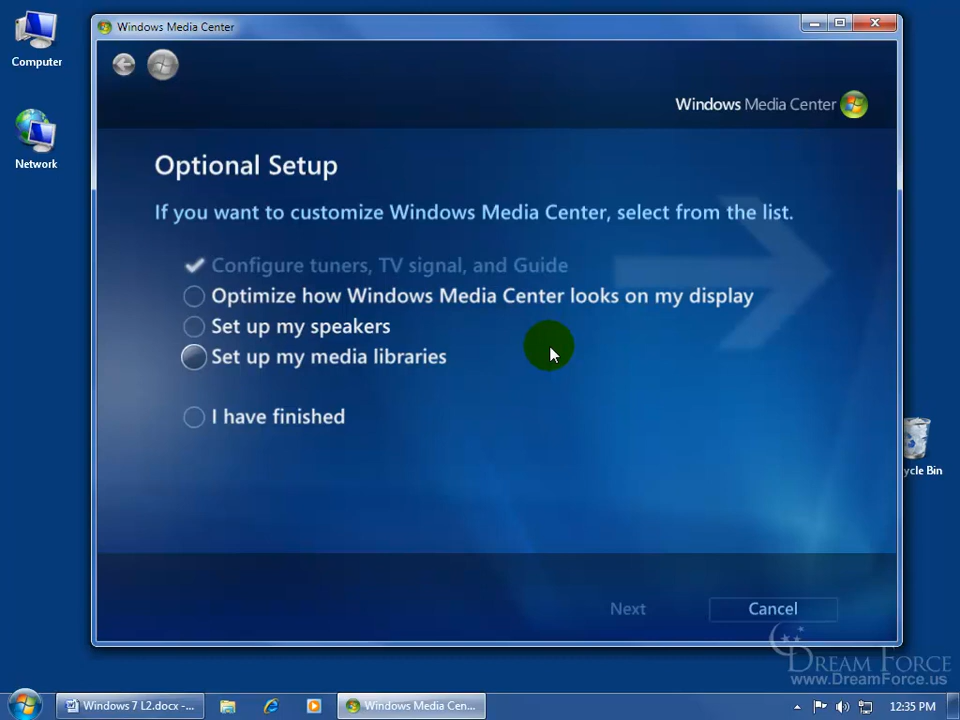 Computer
Network
Windows Media Center
Windows Media Center
Optional Setup
If you want to customize Windows Media Center, select from the list.
Configure tuners, TV signal, and Guide
Optimize how Windows Media Center looks on my display
Set up my speakers
Set up my media libraries
I have finished
ycle Bin
Next
Cancel
DREAM FORCE
www.DreamForce.us
Windows 7 L2.docx -...
Windows Media Cen...
12:35 PM